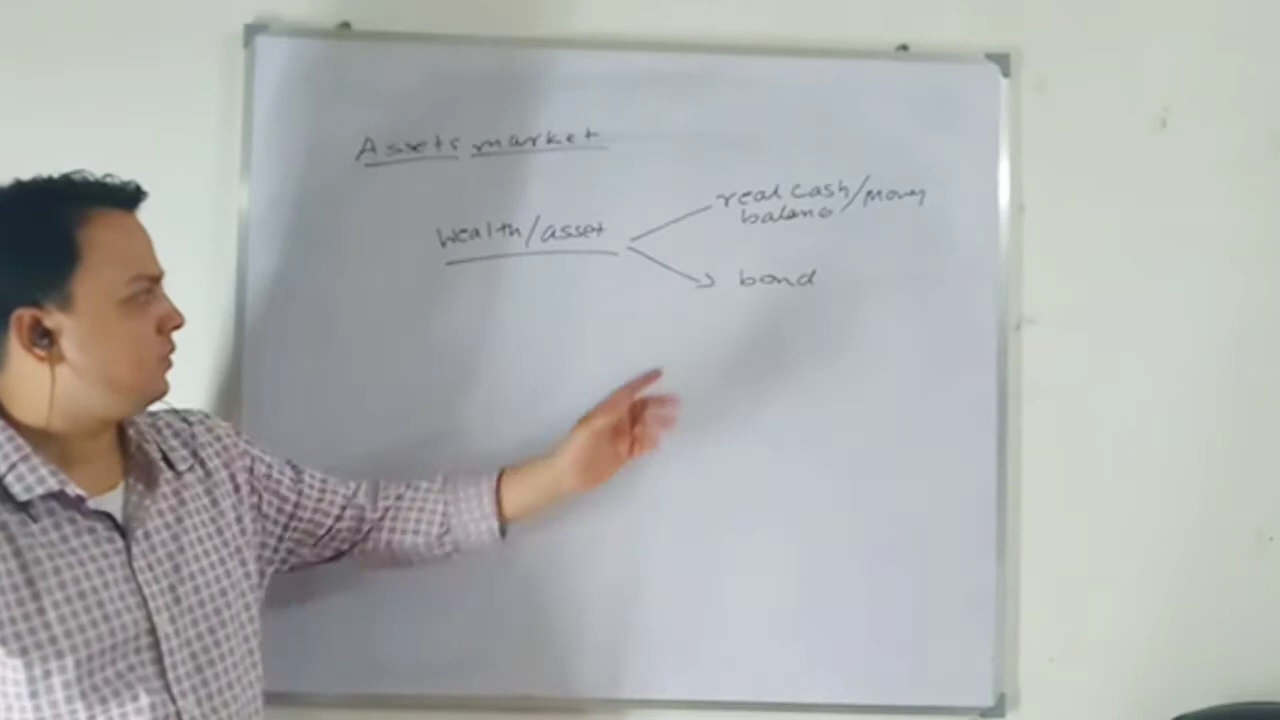 Assets market
Wealth/asset
real cash/money
balance
bond